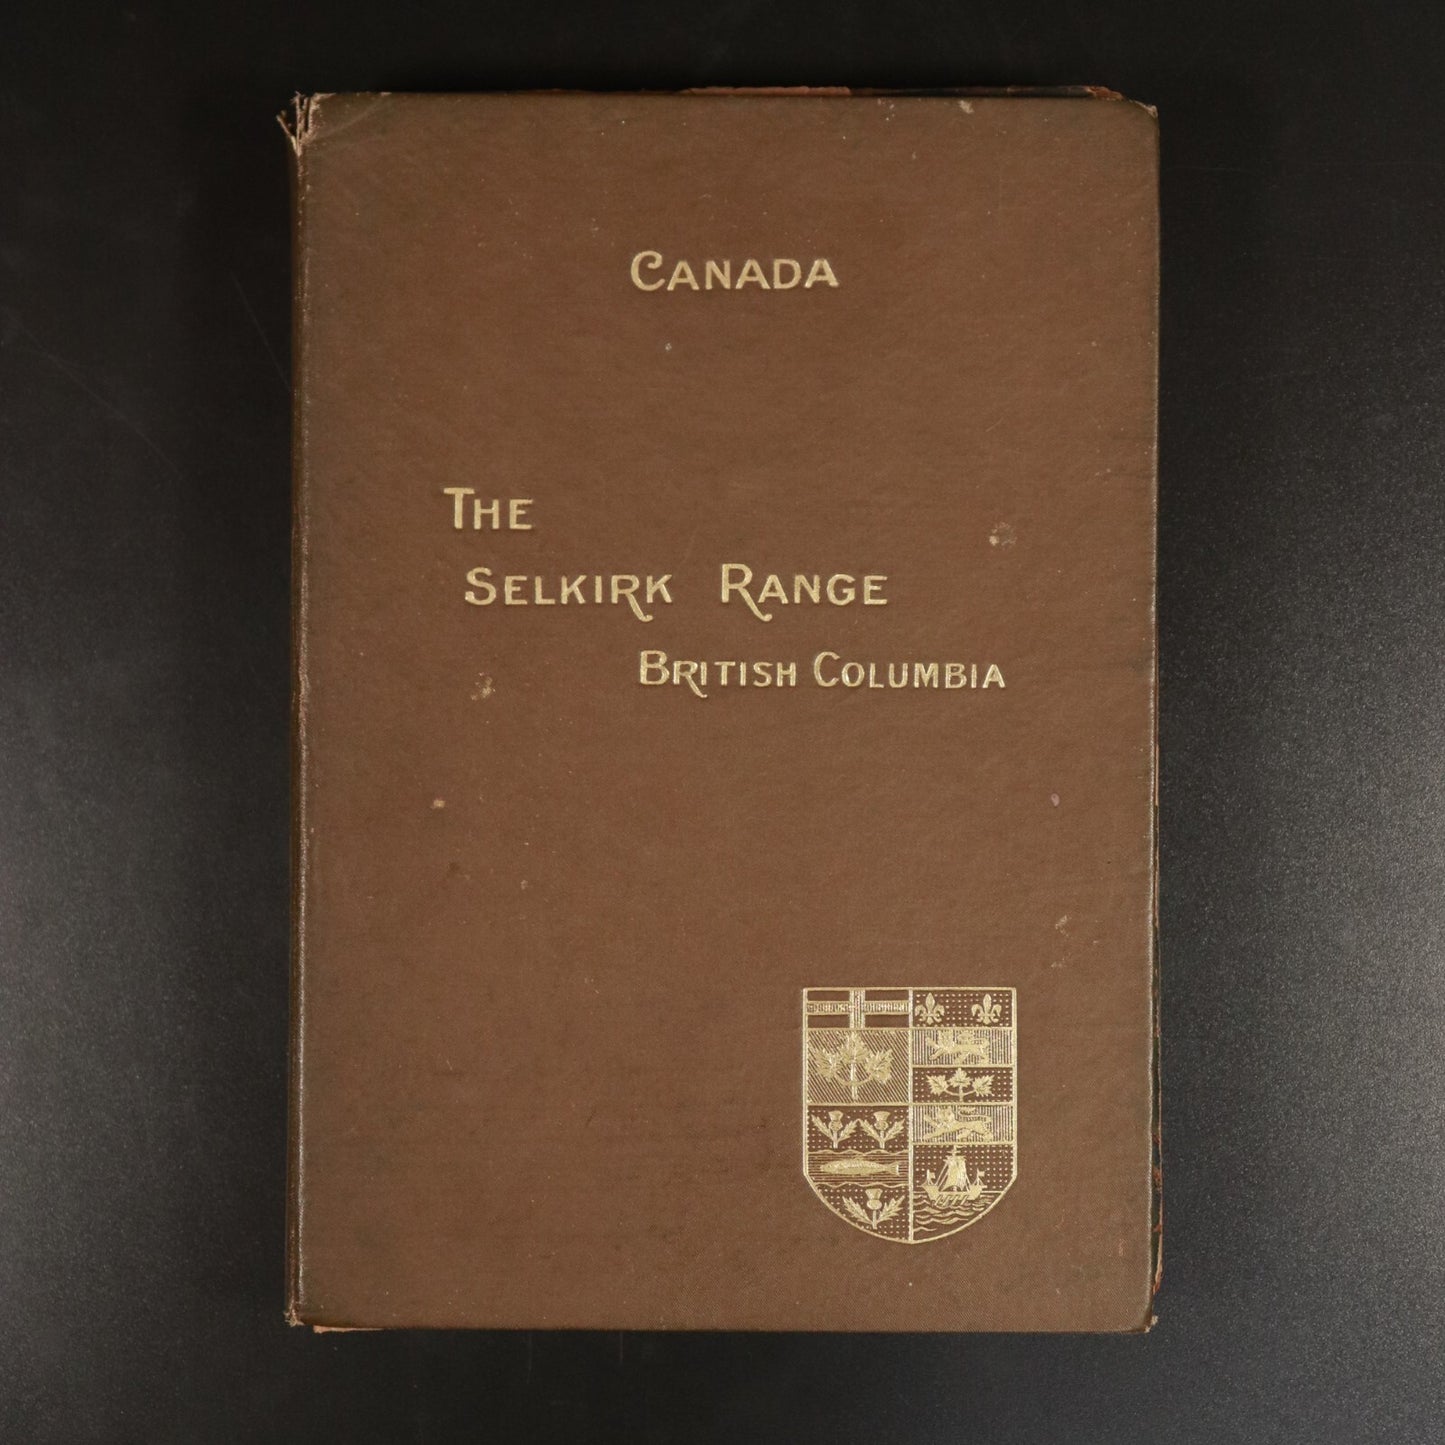 CANADA
THE
SELKIRK RANGE
BRITISH COLUMBIA